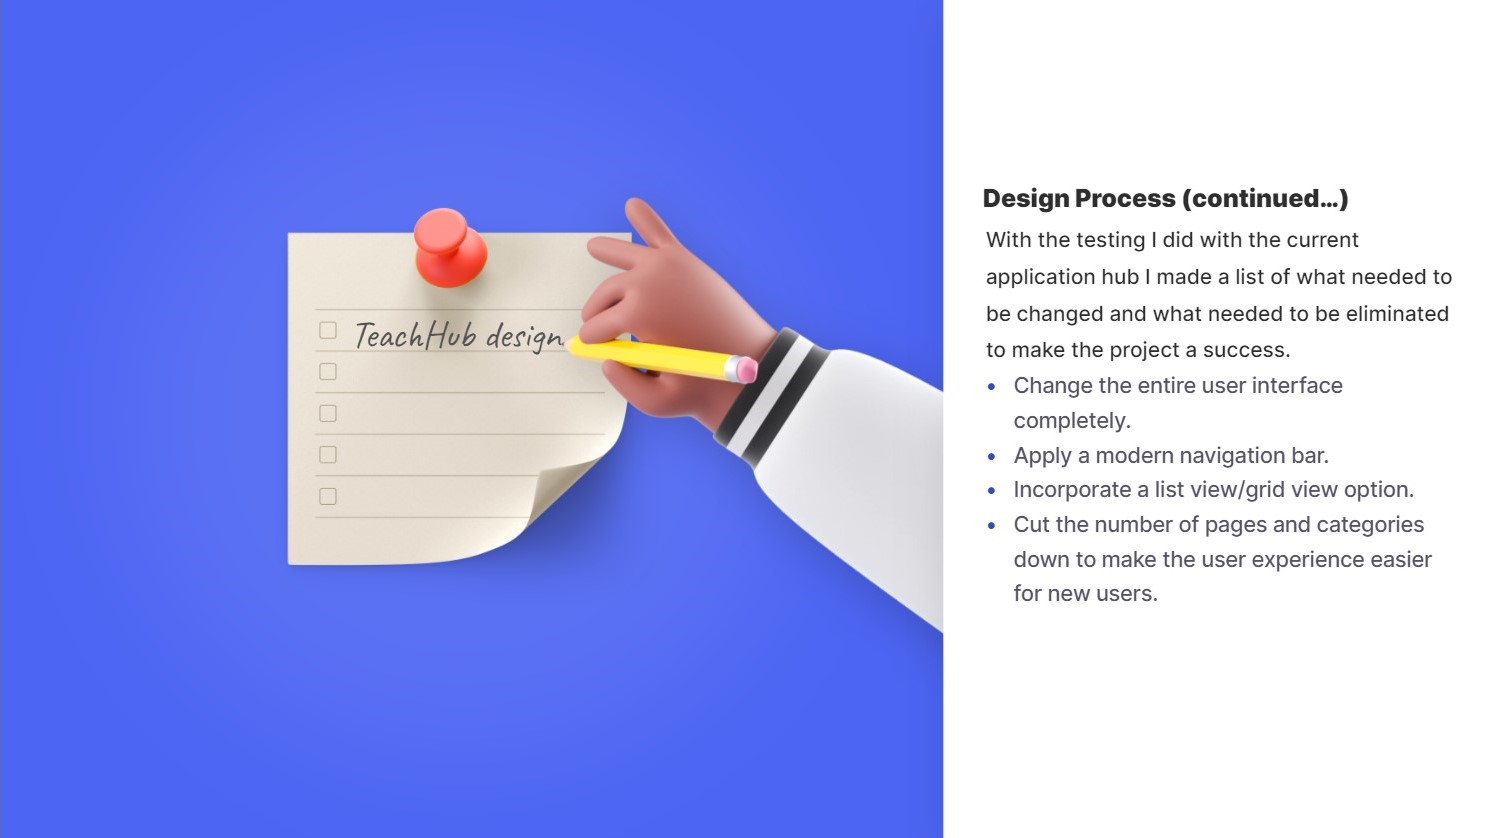 TeachHub design
Design Process (continued...)
With the testing I did with the current
application hub I made a list of what needed to
be changed and what needed to be eliminated
to make the project a success.
• Change the entire user interface
completely.
• Apply a modern navigation bar.
• Incorporate a list view/grid view option.
• Cut the number of pages and categories
down to make the user experience easier
for new users.